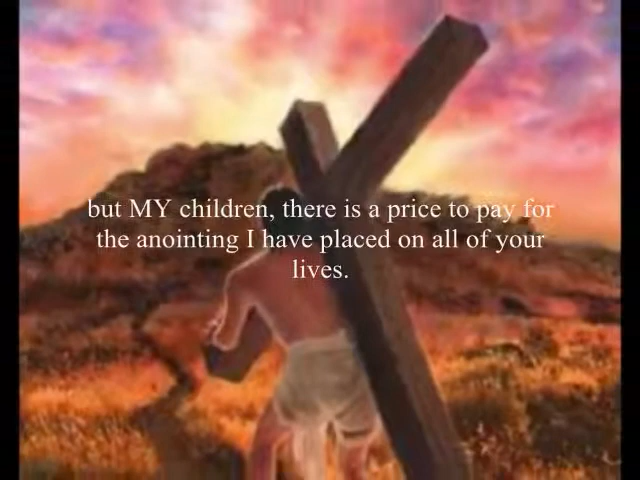 but MY children, there is a price to pay for
the anointing I have placed on all of your
lives.